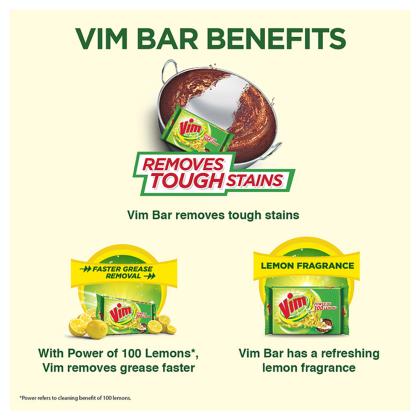 VIM BAR BENEFITS
Vim
REMOVES
TOUGH STAINS
Vim Bar removes tough stains
FASTER GREASE
REMOVAL
LEMON FRAGRANCE
Vim
Vim
100
With Power of 100 Lemons*,
Vim removes grease faster
Vim Bar has a refreshing
lemon fragrance
*Power refers to cleaning benefit of 100 lemons.